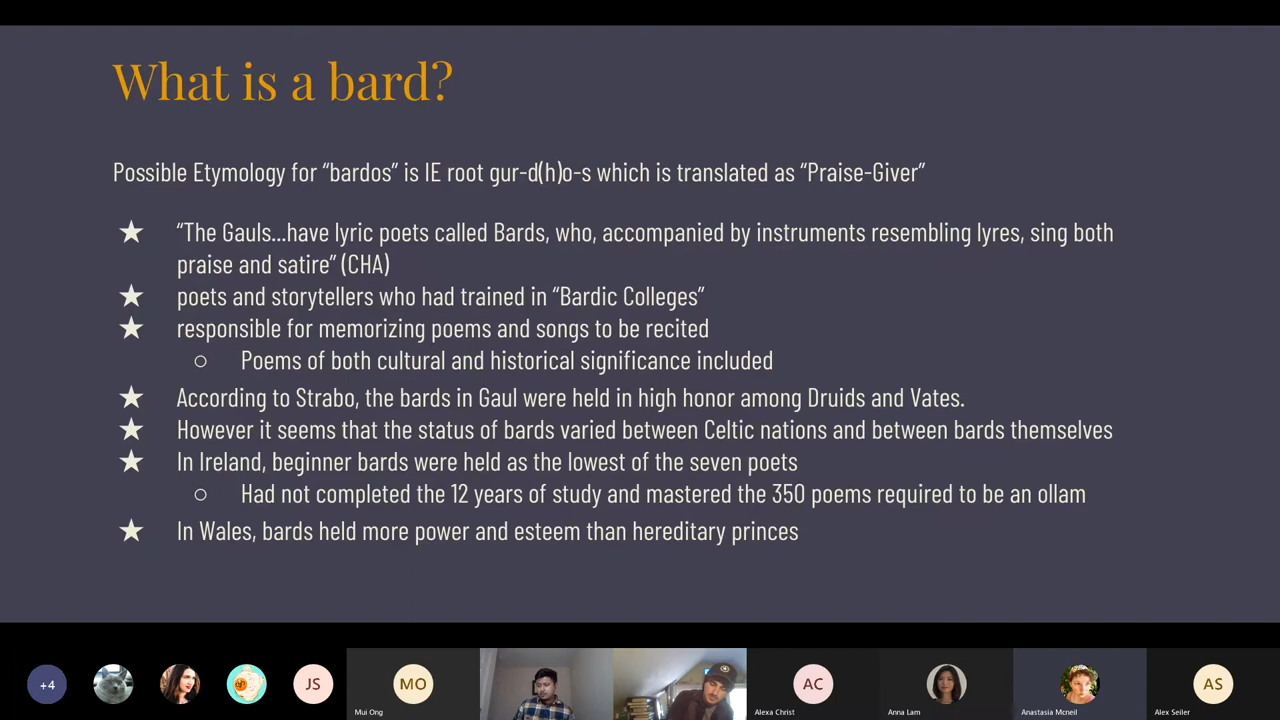 What is a bard?
Possible Etymology for “bardos” is IE root gur-d(h)o-s which is translated as “Praise-Giver”
★ “The Gauls...have lyric poets called Bards, who, accompanied by instruments resembling lyres, sing both
praise and satire” (CHA)
★ poets and storytellers who had trained in “Bardic Colleges”
★ responsible for memorizing poems and songs to be recited
○ Poems of both cultural and historical significance included
★ According to Strabo, the bards in Gaul were held in high honor among Druids and Vates.
★ However it seems that the status of bards varied between Celtic nations and between bards themselves
★ In Ireland, beginner bards were held as the lowest of the seven poets
○ Had not completed the 12 years of study and mastered the 350 poems required to be an ollam
★ In Wales, bards held more power and esteem than hereditary princes
+4 JS MO AC AS
Mui Ong Alexa Christ Anna Lam Anastasia Mcneil Alex Seiler